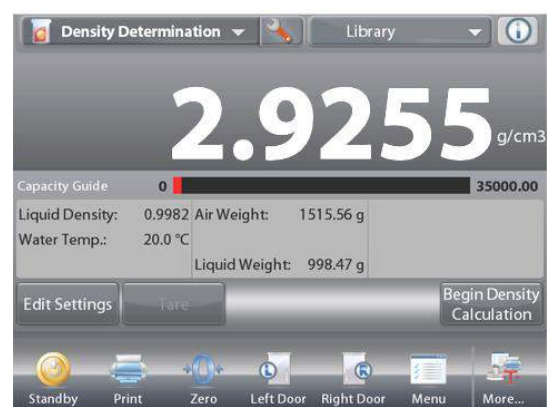 Density Determination Library
2.9255 g/cm3
Capacity Guide 0 35000.00
Liquid Density: 0.9982 Air Weight: 1515.56 g
Water Temp.: 20.0 °C
Liquid Weight: 998.47 g
Edit Settings Tare Begin Density
Calculation
Standby Print Zero Left Door Right Door Menu More...